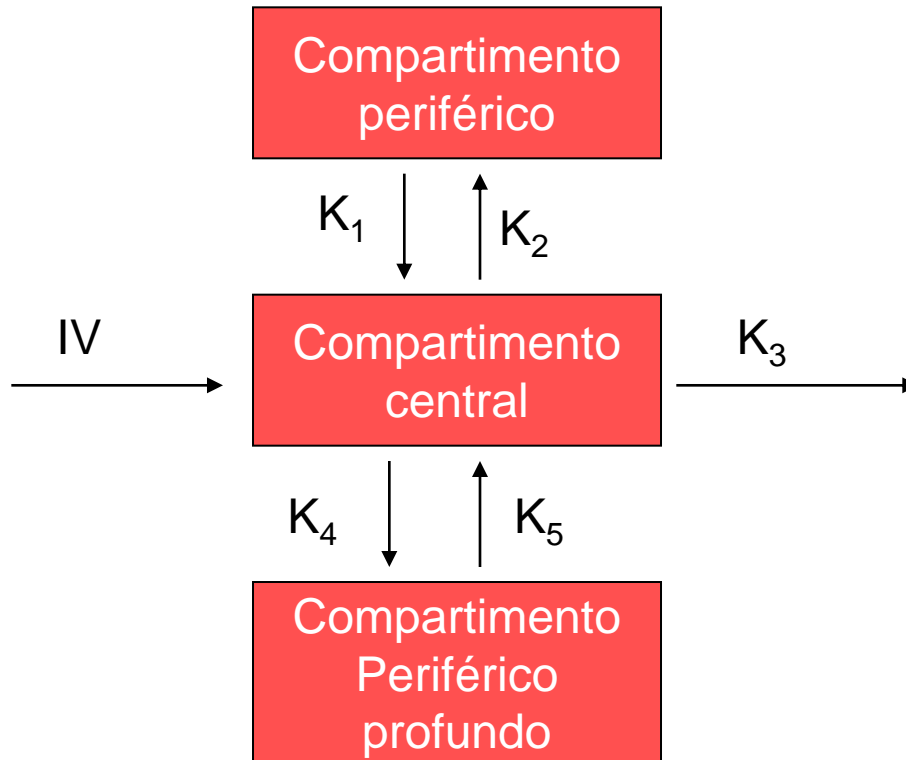 Compartimento
periférico
K₁
K₂
IV
Compartimento
central
K₃
K₄
K₅
Compartimento
Periférico
profundo